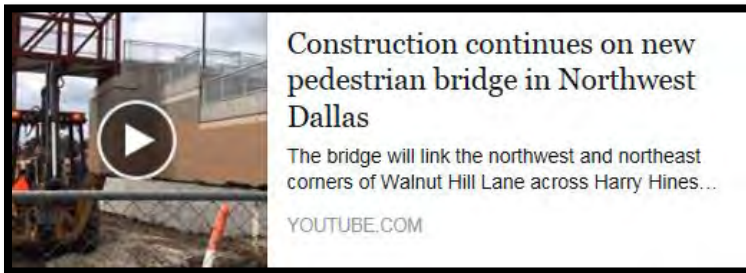 Construction continues on new
pedestrian bridge in Northwest
Dallas
The bridge will link the northwest and northeast
corners of Walnut Hill Lane across Harry Hines...
YOUTUBE.COM